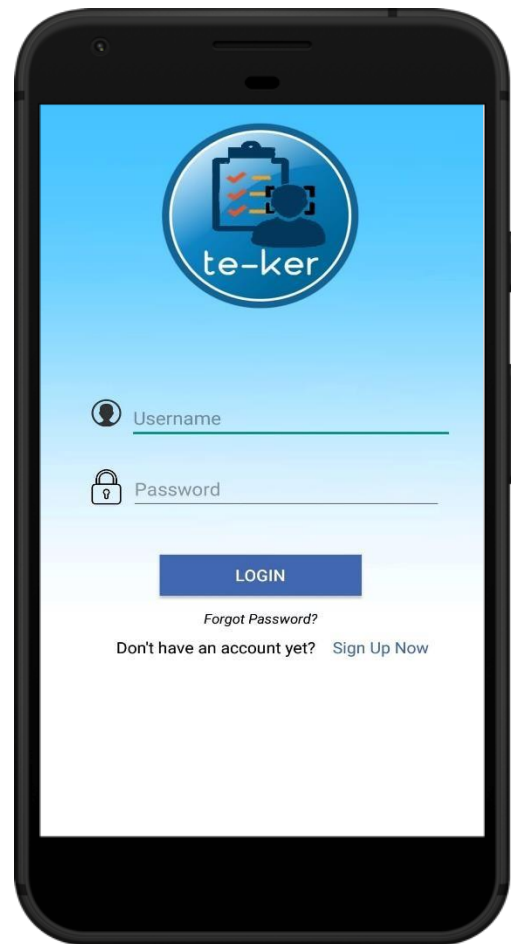 te-ker
Username
Password
LOGIN
Forgot Password?
Don't have an account yet? Sign Up Now